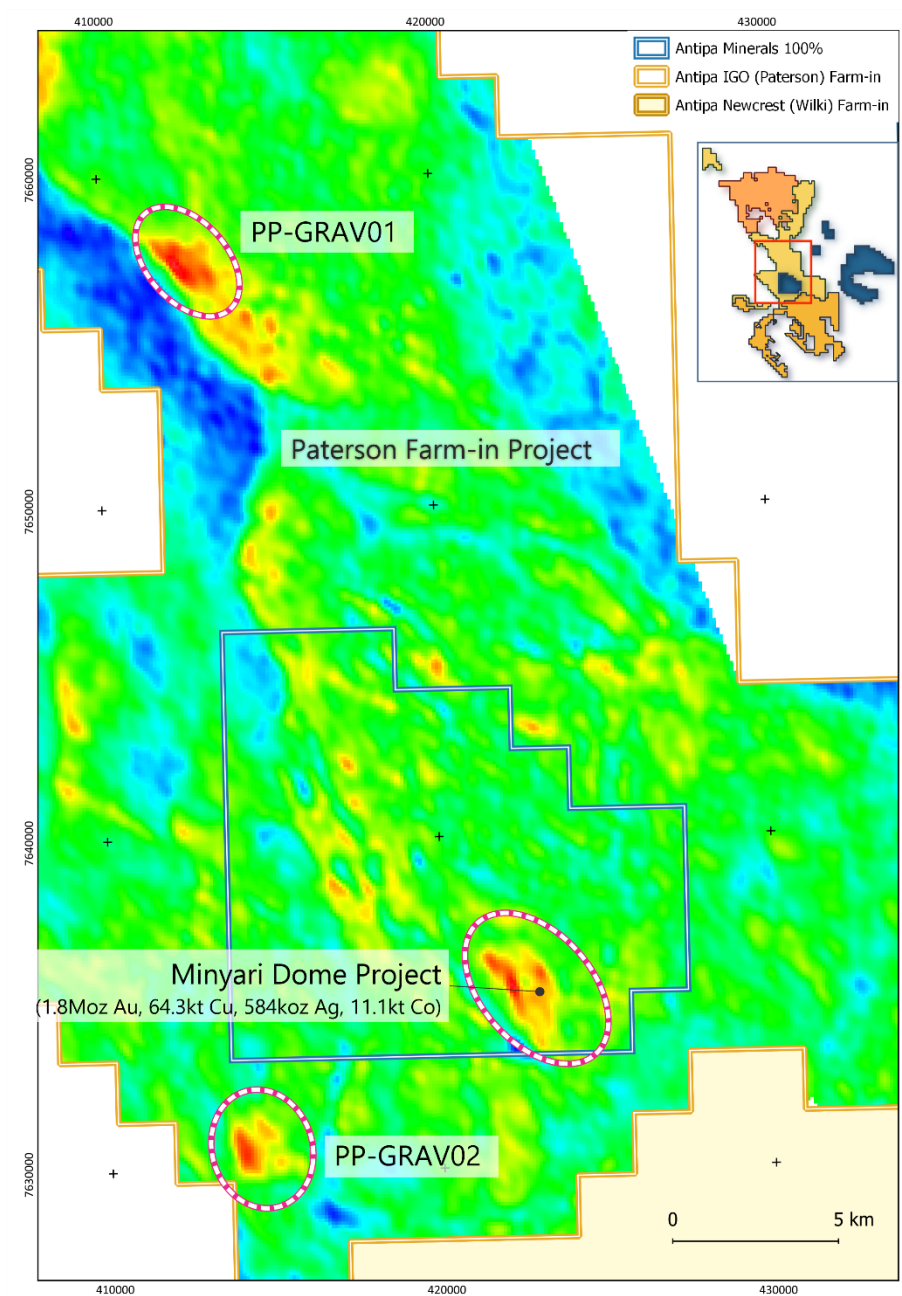 410000
420000
430000
Antipa Minerals 100%
Antipa IGO (Paterson) Farm-in
Antipa Newcrest (Wilki) Farm-in
7660000
PP-GRAV01
Paterson Farm-in Project
7650000
7640000
Minyari Dome Project
(1.8Moz Au, 64.3kt Cu, 584koz Ag, 11.1kt Co)
PP-GRAV02
7630000
0
5 km
410000
420000
430000